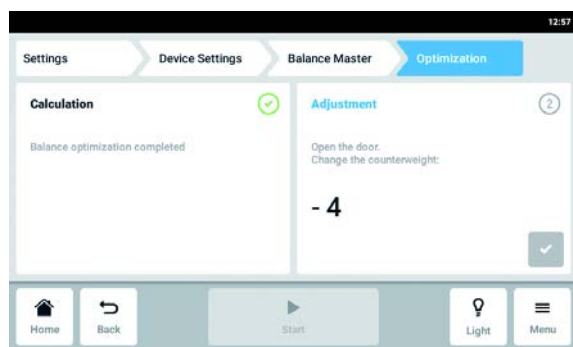 12:57
Settings
Device Settings
Balance Master
Optimization
Calculation
Balance optimization completed
Adjustment
2
Open the door.
Change the counterweight:
- 4
Home
Back
Start
Light
Menu